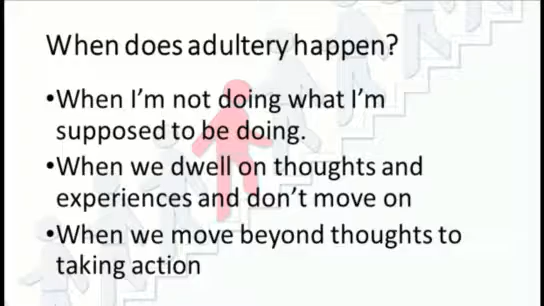 When does adultery happen?
•When I'm not doing what I'm
supposed to be doing.
•When we dwell on thoughts and
experiences and don't move on
•When we move beyond thoughts to
taking action